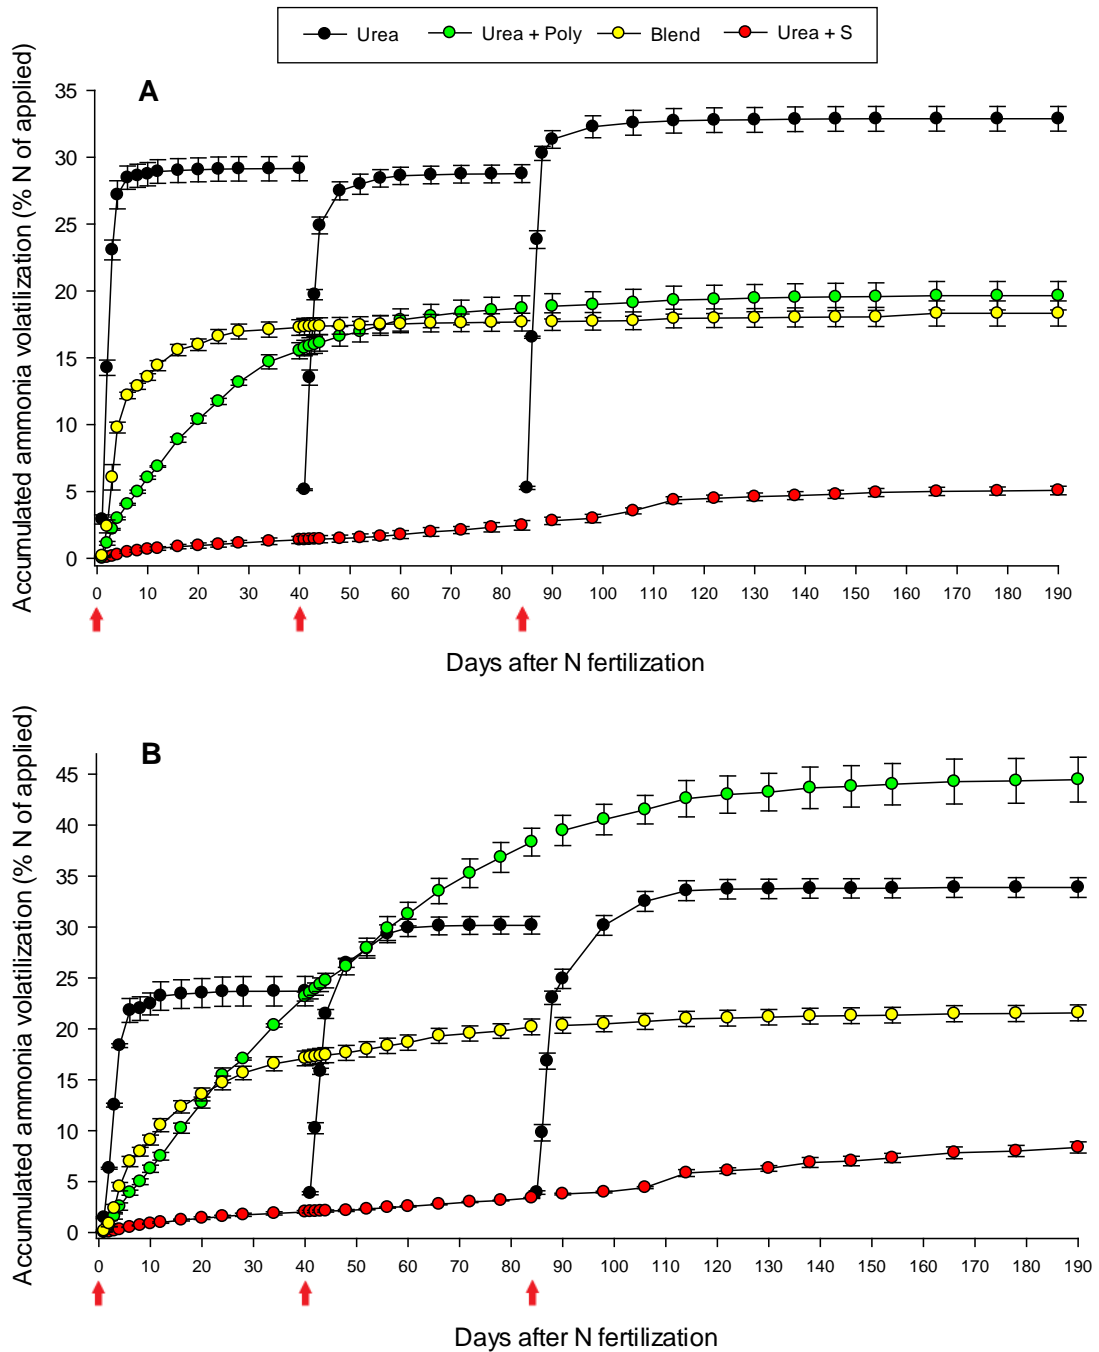 Urea Urea + Poly Blend Urea + S
A
Accumulated ammonia volatilization (% N of applied)
35
30
25
20
15
10
5
0
0 10 20 30 40 50 60 70 80 90 100 110 120 130 140 150 160 170 180 190
Days after N fertilization
B
Accumulated ammonia volatilization (% N of applied)
45
40
35
30
25
20
15
10
5
0
0 10 20 30 40 50 60 70 80 90 100 110 120 130 140 150 160 170 180 190
Days after N fertilization